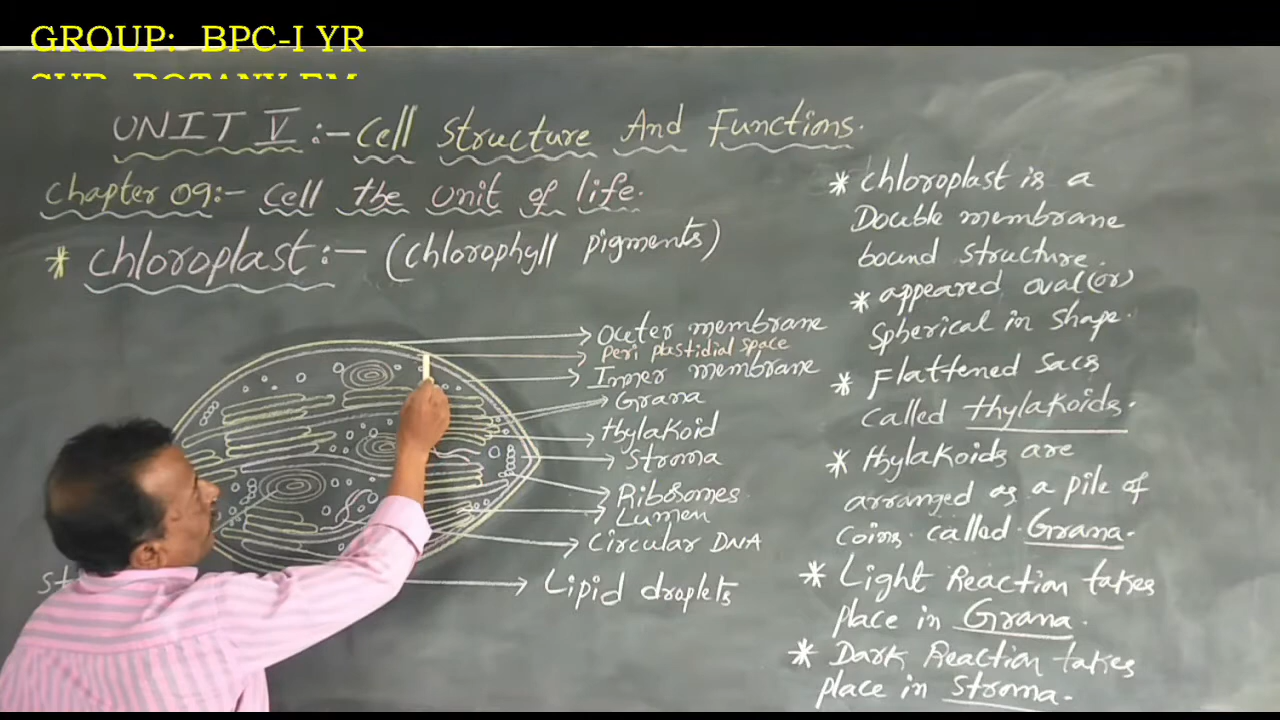 GROUP: BPC-I YR
SUB: BOTANY EM
UNIT V :- Cell Structure And Functions.
Chapter 09:- Cell the Unit of life.
* Chloroplast :- (Chlorophyll pigments)
Outer membrane
Peri plastidial space
Inner membrane
Grana
Thylakoid
Stroma
Ribosomes
Lumen
Circular DNA
Lipid droplets
* Chloroplast is a
Double membrane
bound structure.
* appeared oval (or)
Spherical in shape.
* Flattened Sacs
called Thylakoids.
* Thylakoids are
arranged as a pile of
Coins. called. Grana.
* Light Reaction takes
place in Grana.
* Dark Reaction takes
place in Stroma.